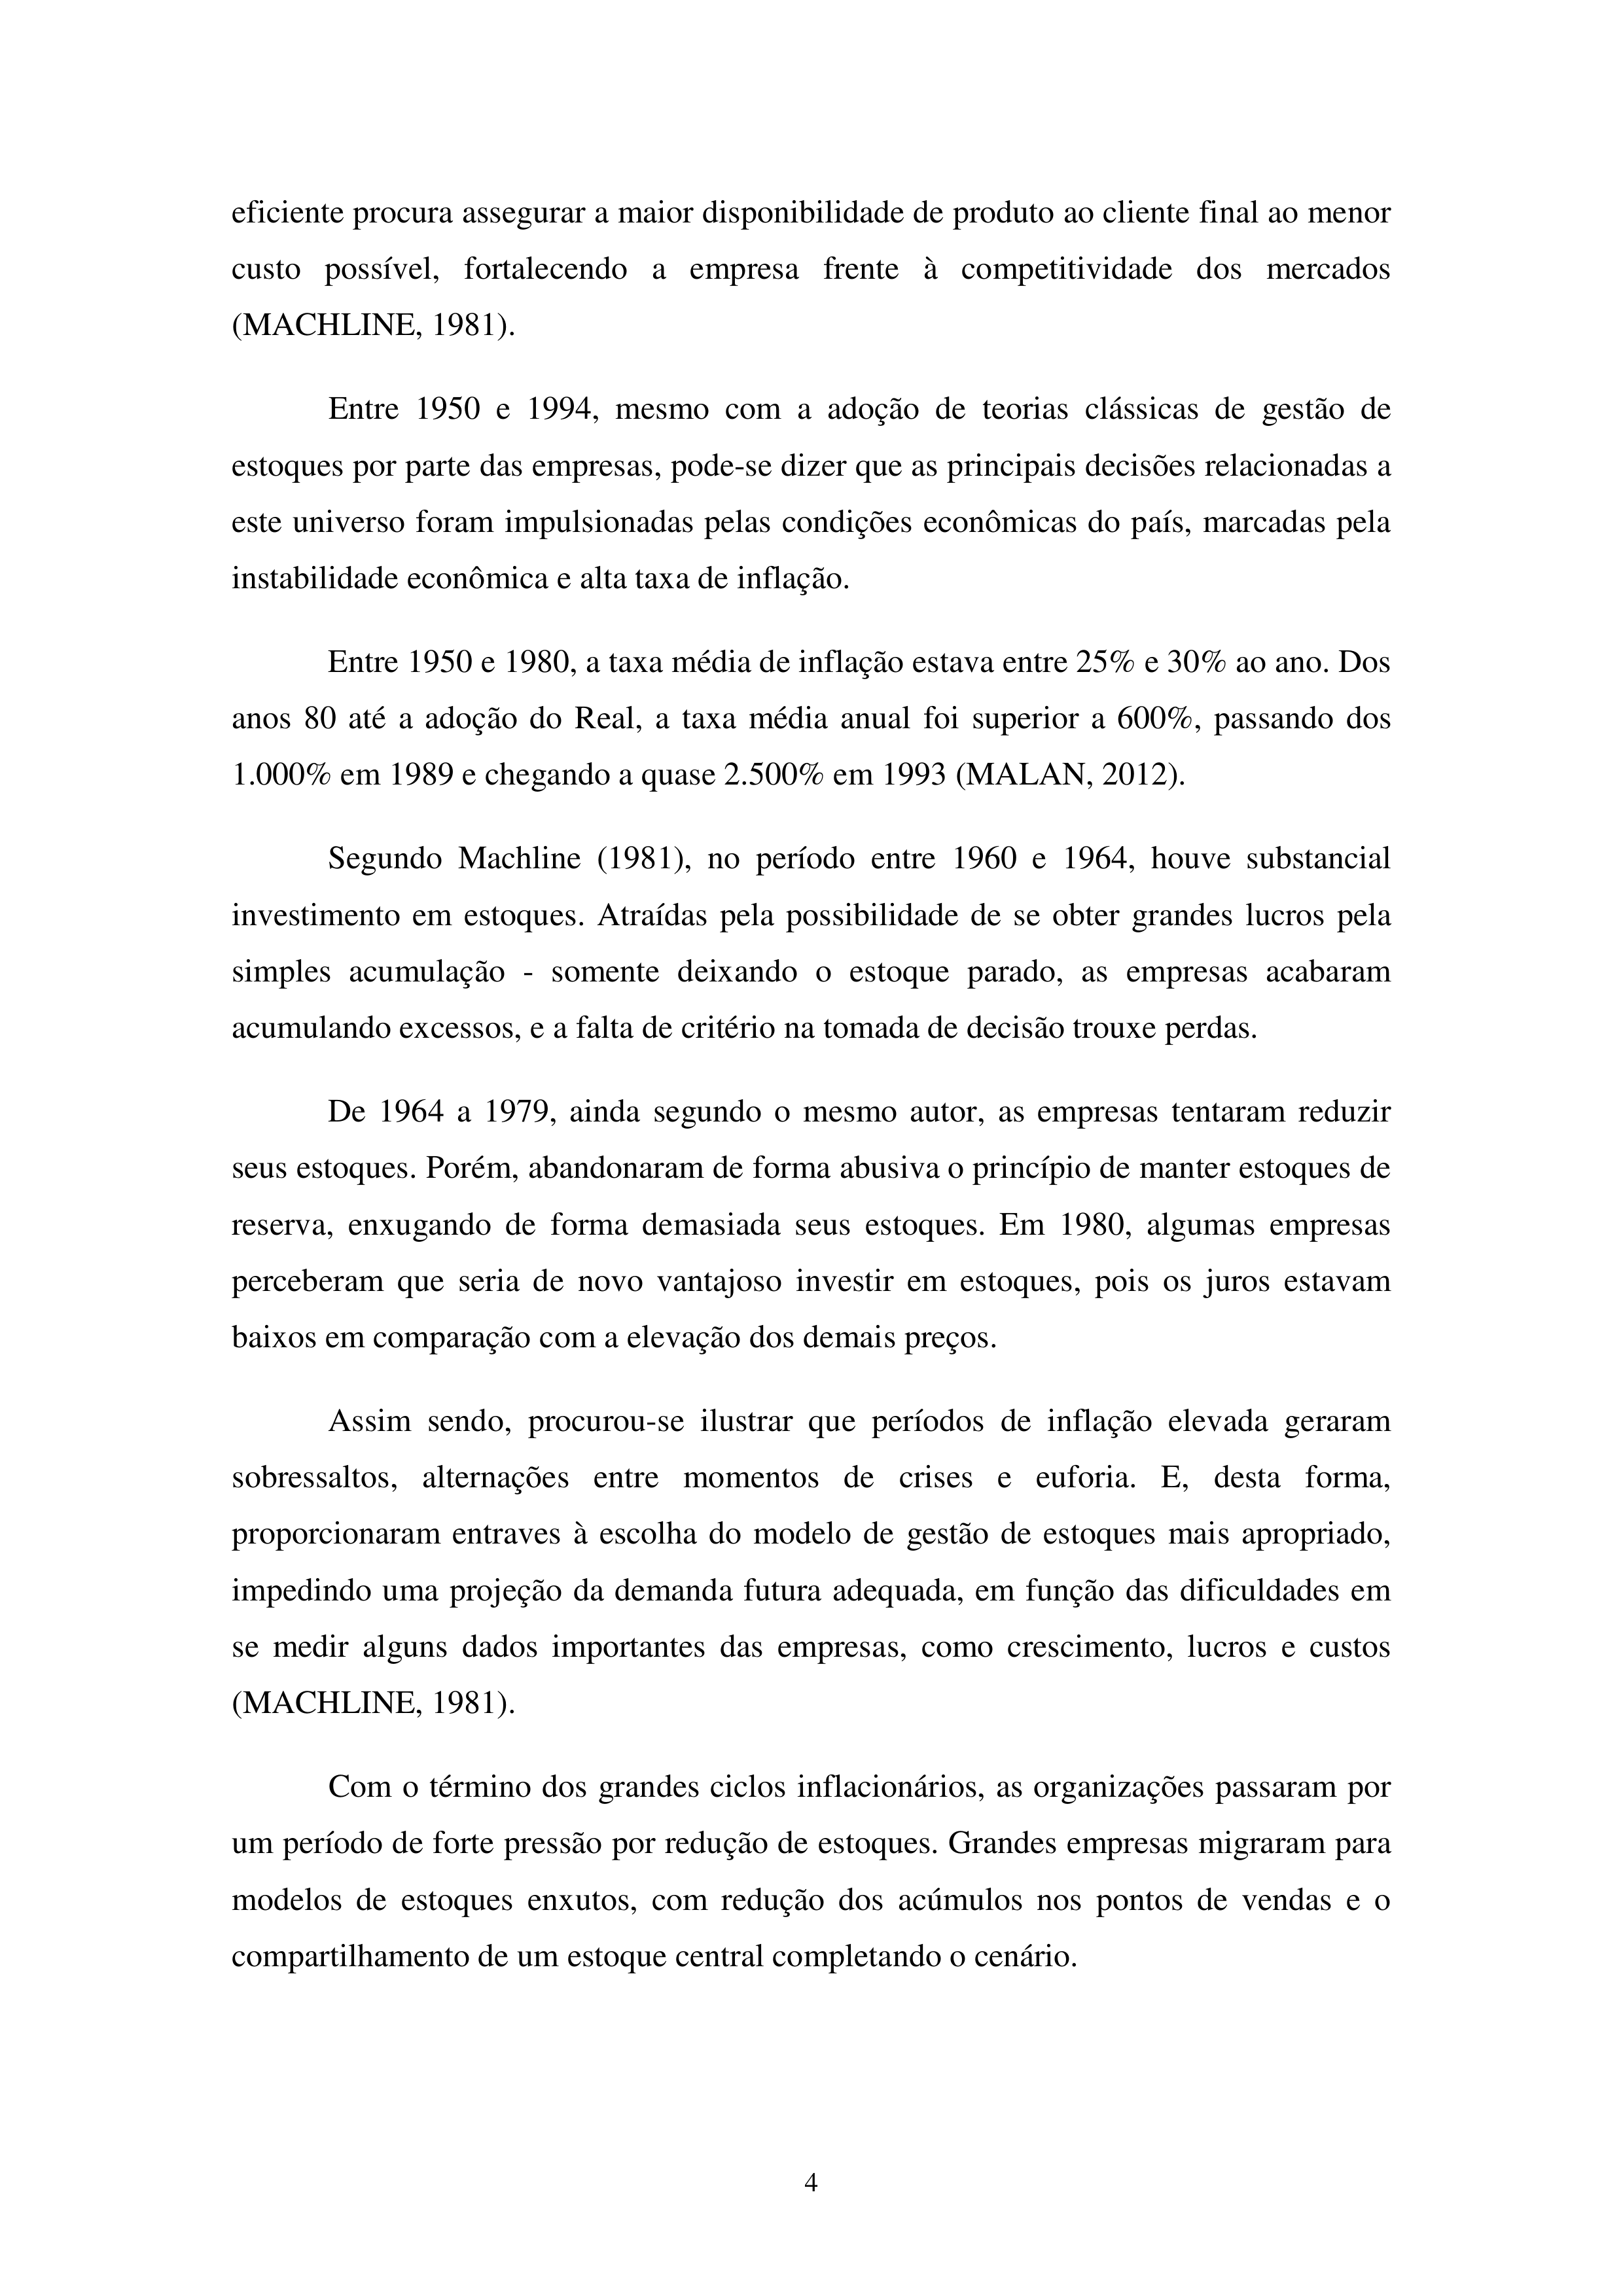 eficiente procura assegurar a maior disponibilidade de produto ao cliente final ao menor
custo possível, fortalecendo a empresa frente à competitividade dos mercados
(MACHLINE, 1981).
Entre 1950 e 1994, mesmo com a adoção de teorias clássicas de gestão de
estoques por parte das empresas, pode-se dizer que as principais decisões relacionadas a
este universo foram impulsionadas pelas condições econômicas do país, marcadas pela
instabilidade econômica e alta taxa de inflação.
Entre 1950 e 1980, a taxa média de inflação estava entre 25% e 30% ao ano. Dos
anos 80 até a adoção do Real, a taxa média anual foi superior a 600%, passando dos
1.000% em 1989 e chegando a quase 2.500% em 1993 (MALAN, 2012).
Segundo Machline (1981), no período entre 1960 e 1964, houve substancial
investimento em estoques. Atraídas pela possibilidade de se obter grandes lucros pela
simples acumulação - somente deixando o estoque parado, as empresas acabaram
acumulando excessos, e a falta de critério na tomada de decisão trouxe perdas.
De 1964 a 1979, ainda segundo o mesmo autor, as empresas tentaram reduzir
seus estoques. Porém, abandonaram de forma abusiva o princípio de manter estoques de
reserva, enxugando de forma demasiada seus estoques. Em 1980, algumas empresas
perceberam que seria de novo vantajoso investir em estoques, pois os juros estavam
baixos em comparação com a elevação dos demais preços.
Assim sendo, procurou-se ilustrar que períodos de inflação elevada geraram
sobressaltos, alternações entre momentos de crises e euforia. E, desta forma,
proporcionaram entraves à escolha do modelo de gestão de estoques mais apropriado,
impedindo uma projeção da demanda futura adequada, em função das dificuldades em
se medir alguns dados importantes das empresas, como crescimento, lucros e custos
(MACHLINE, 1981).
Com o término dos grandes ciclos inflacionários, as organizações passaram por
um período de forte pressão por redução de estoques. Grandes empresas migraram para
modelos de estoques enxutos, com redução dos acúmulos nos pontos de vendas e o
compartilhamento de um estoque central completando o cenário.
4